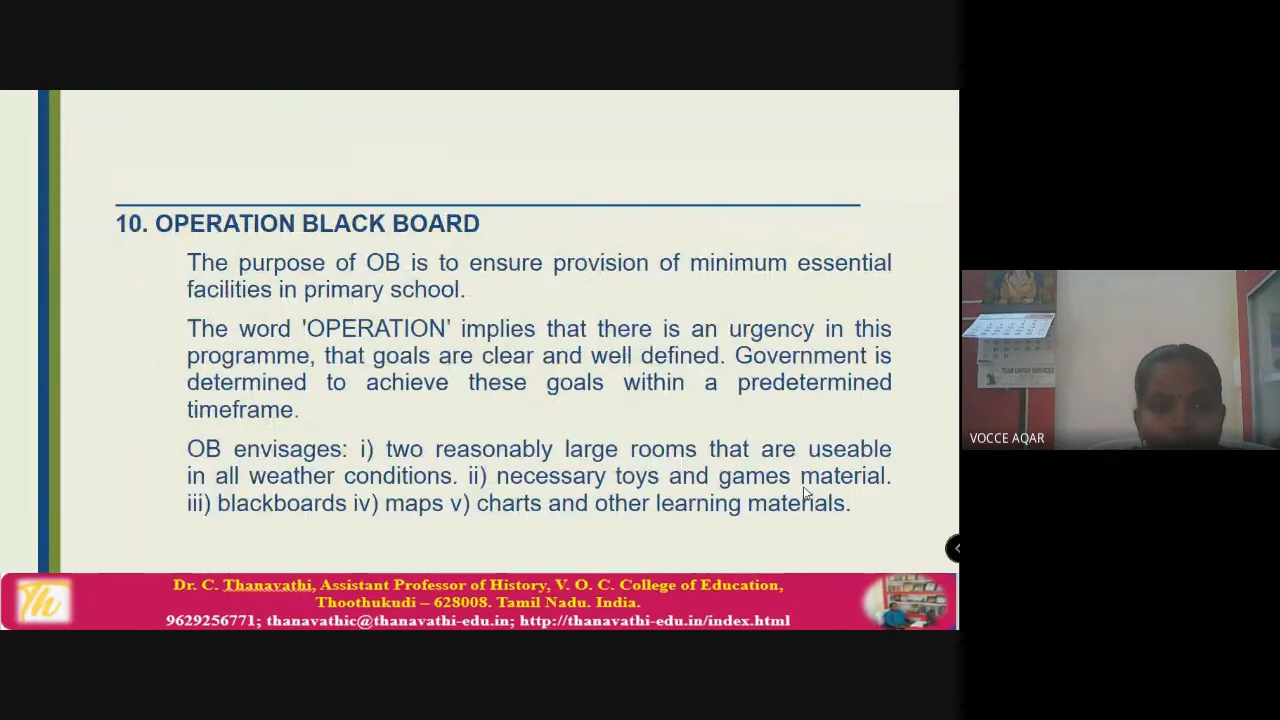 10. OPERATION BLACK BOARD
The purpose of OB is to ensure provision of minimum essential
facilities in primary school.
The word 'OPERATION' implies that there is an urgency in this
programme, that goals are clear and well defined. Government is
determined to achieve these goals within a predetermined
timeframe.
OB envisages: i) two reasonably large rooms that are useable
in all weather conditions. ii) necessary toys and games material.
iii) blackboards iv) maps v) charts and other learning materials.
Th
Dr. C. Thanavathi, Assistant Professor of History, V. O. C. College of Education,
Thoothukudi – 628008. Tamil Nadu. India.
9629256771; thanavathic@thanavathi-edu.in; http://thanavathi-edu.in/index.html
VOCCE AQAR